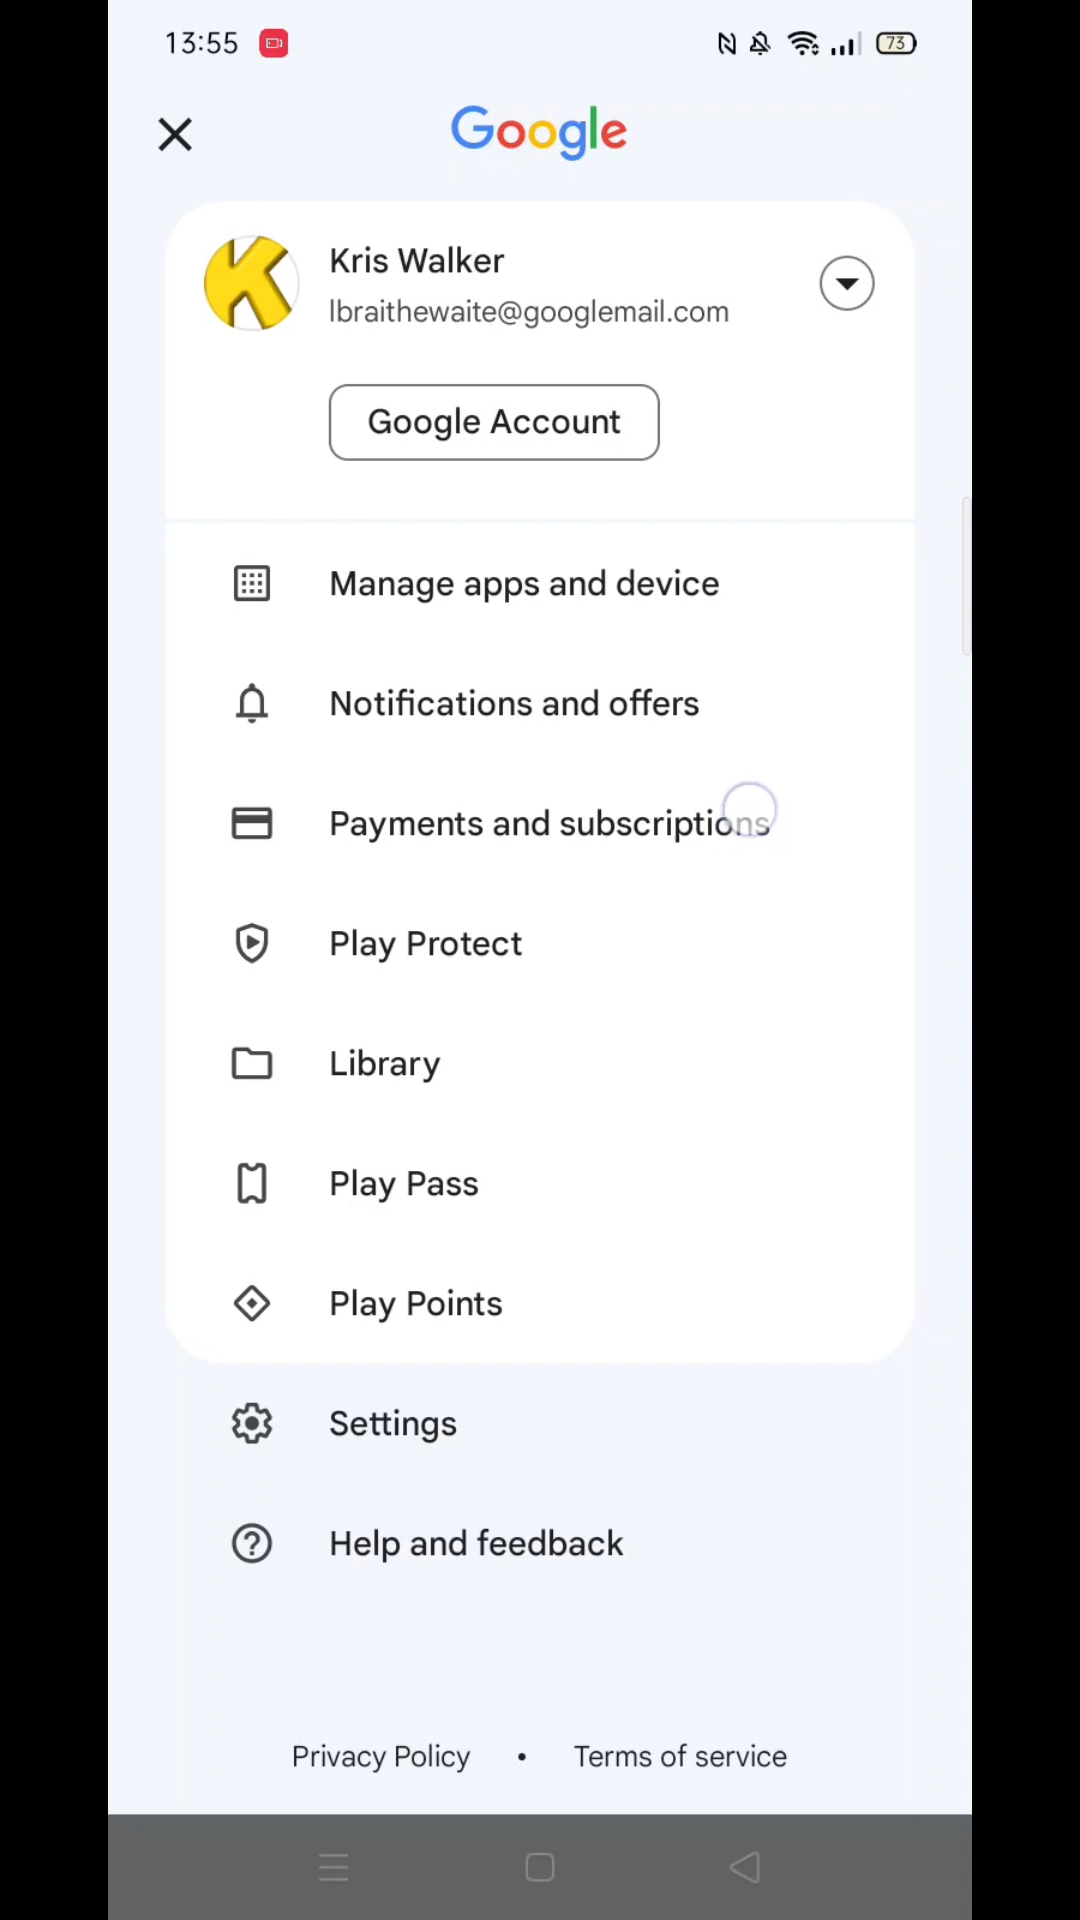 13:55
73
Google
Kris Walker
lbraithewaite@googlemail.com
Google Account
Manage apps and device
Notifications and offers
Payments and subscriptions
Play Protect
Library
Play Pass
Play Points
Settings
Help and feedback
Privacy Policy • Terms of service